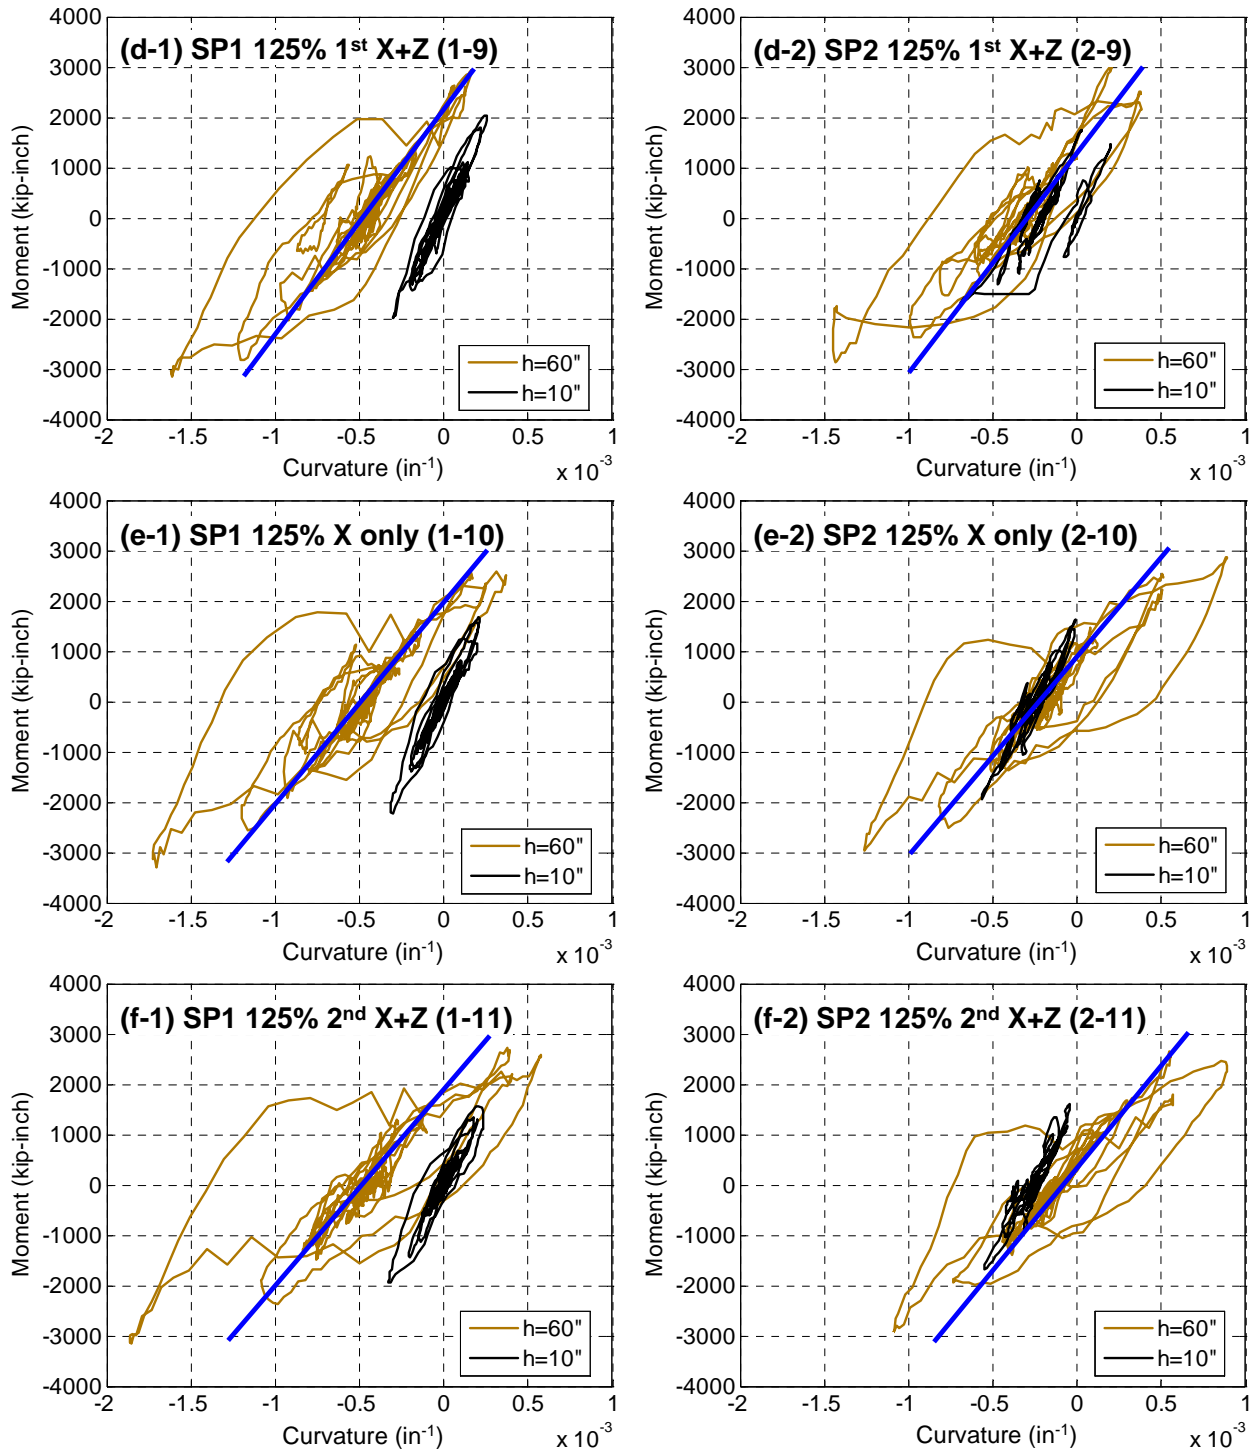 4000
3000
2000
1000
0
-1000
-2000
-3000
-4000
Moment (kip-inch)
(d-1) SP1 125% 1st X+Z (1-9)
h=60"
h=10"
-2 -1.5 -1 -0.5 0 0.5 1
Curvature (in-1) x 10-3
4000
3000
2000
1000
0
-1000
-2000
-3000
-4000
Moment (kip-inch)
(d-2) SP2 125% 1st X+Z (2-9)
h=60"
h=10"
-2 -1.5 -1 -0.5 0 0.5 1
Curvature (in-1) x 10-3
4000
3000
2000
1000
0
-1000
-2000
-3000
-4000
Moment (kip-inch)
(e-1) SP1 125% X only (1-10)
h=60"
h=10"
-2 -1.5 -1 -0.5 0 0.5 1
Curvature (in-1) x 10-3
4000
3000
2000
1000
0
-1000
-2000
-3000
-4000
Moment (kip-inch)
(e-2) SP2 125% X only (2-10)
h=60"
h=10"
-2 -1.5 -1 -0.5 0 0.5 1
Curvature (in-1) x 10-3
4000
3000
2000
1000
0
-1000
-2000
-3000
-4000
Moment (kip-inch)
(f-1) SP1 125% 2nd X+Z (1-11)
h=60"
h=10"
-2 -1.5 -1 -0.5 0 0.5 1
Curvature (in-1) x 10-3
4000
3000
2000
1000
0
-1000
-2000
-3000
-4000
Moment (kip-inch)
(f-2) SP2 125% 2nd X+Z (2-11)
h=60"
h=10"
-2 -1.5 -1 -0.5 0 0.5 1
Curvature (in-1) x 10-3